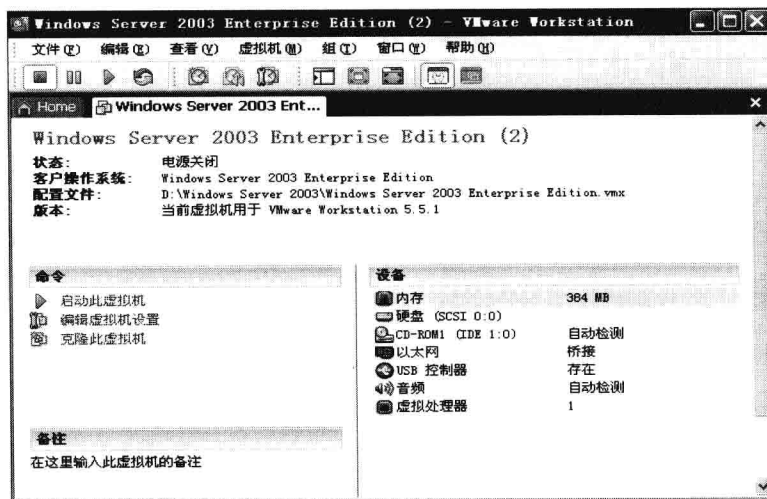 Windows Server 2003 Enterprise Edition (2) - VMware Workstation
文件(F) 编辑(E) 查看(V) 虚拟机(M) 组(T) 窗口(W) 帮助(H)
Home Windows Server 2003 Ent...
Windows Server 2003 Enterprise Edition (2)
状态: 电源关闭
客户操作系统: Windows Server 2003 Enterprise Edition
配置文件: D:\Windows Server 2003\Windows Server 2003 Enterprise Edition.vmx
版本: 当前虚拟机用于 VMware Workstation 5.5.1
命令
启动此虚拟机
编辑虚拟机设置
克隆此虚拟机
备注
在这里输入此虚拟机的备注
设备
内存 384 MB
硬盘 (SCSI 0:0)
CD-ROM1 (IDE 1:0) 自动检测
以太网 桥接
USB 控制器 存在
音频 自动检测
虚拟处理器 1